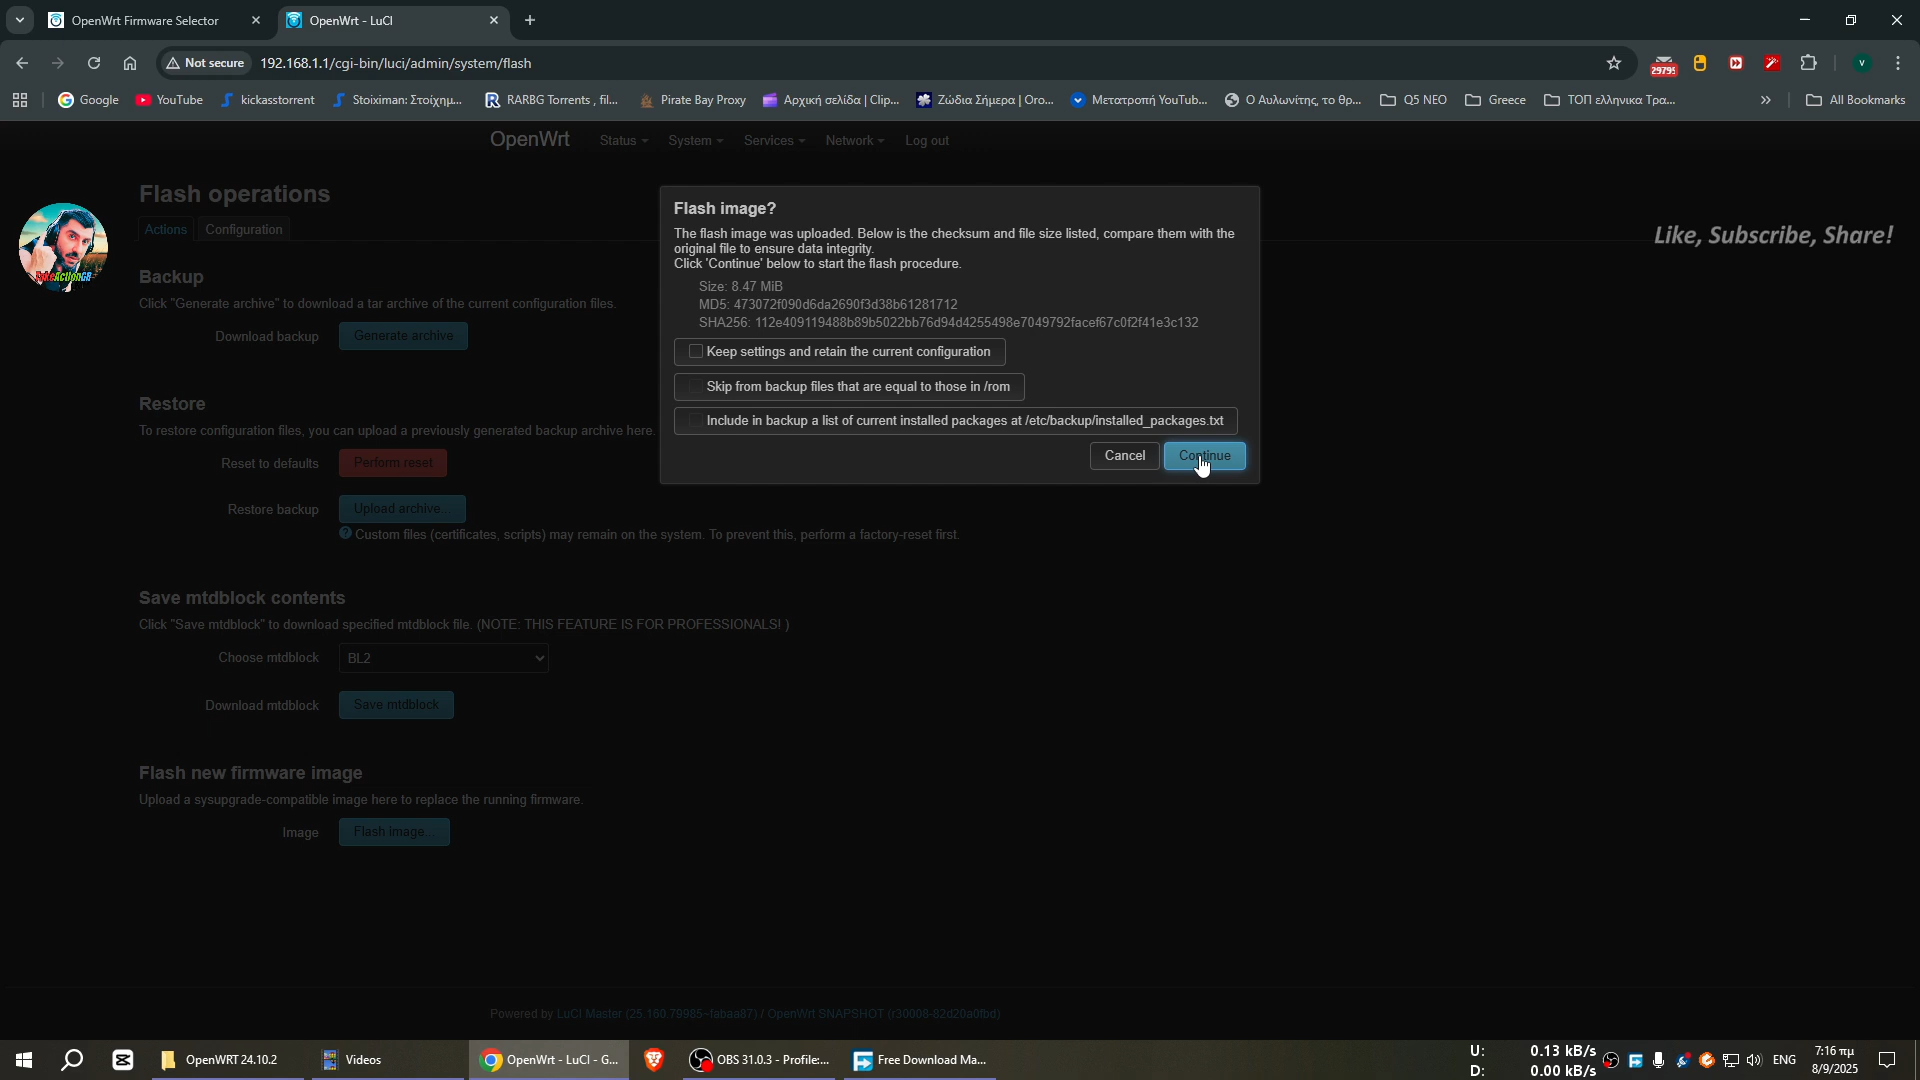 OpenWrt Firmware Selector
OpenWrt - LuCI
Not secure
192.168.1.1/cgi-bin/luci/admin/system/flash
29795
V
Google
YouTube
kickasstorrent
Stoiximan: Στοίχημ...
RARBG Torrents , fil...
Pirate Bay Proxy
Αρχική σελίδα | Clip...
Ζώδια Σήμερα | Oro...
Μετατροπή YouTub...
Ο Αυλωνίτης, το θρ...
Q5 NEO
Greece
ΤΟΠ ελληνικα Τρα...
All Bookmarks
OpenWrt
Status
System
Services
Network
Log out
Flash operations
Actions
Configuration
Like, Subscribe, Share!
Backup
Click "Generate archive" to download a tar archive of the current configuration files.
Download backup
Generate archive
Restore
To restore configuration files, you can upload a previously generated backup archive here.
Reset to defaults
Perform reset
Restore backup
Upload archive...
Custom files (certificates, scripts) may remain on the system. To prevent this, perform a factory-reset first.
Save mtdblock contents
Click "Save mtdblock" to download specified mtdblock file. (NOTE: THIS FEATURE IS FOR PROFESSIONALS! )
Choose mtdblock
BL2
Download mtdblock
Save mtdblock
Flash new firmware image
Upload a sysupgrade-compatible image here to replace the running firmware.
Image
Flash image...
Flash image?
The flash image was uploaded. Below is the checksum and file size listed, compare them with the
original file to ensure data integrity.
Click 'Continue' below to start the flash procedure.
Size: 8.47 MiB
MD5: 473072f090d6da2690f3d38b61281712
SHA256: 112e409119488b89b5022bb76d94d4255498e7049792facef67c0f2f41e3c132
Keep settings and retain the current configuration
Skip from backup files that are equal to those in /rom
Include in backup a list of current installed packages at /etc/backup/installed_packages.txt
Cancel
Continue
Powered by LuCI Master (25.160.79985~fabaa87) / OpenWrt SNAPSHOT (r30008-82d20a0fbd)
OpenWRT 24.10.2
Videos
OpenWrt - LuCI - G...
OBS 31.0.3 - Profile:...
Free Download Ma...
U: 0.13 kB/s
D: 0.00 kB/s
ENG
7:16 πμ
8/9/2025